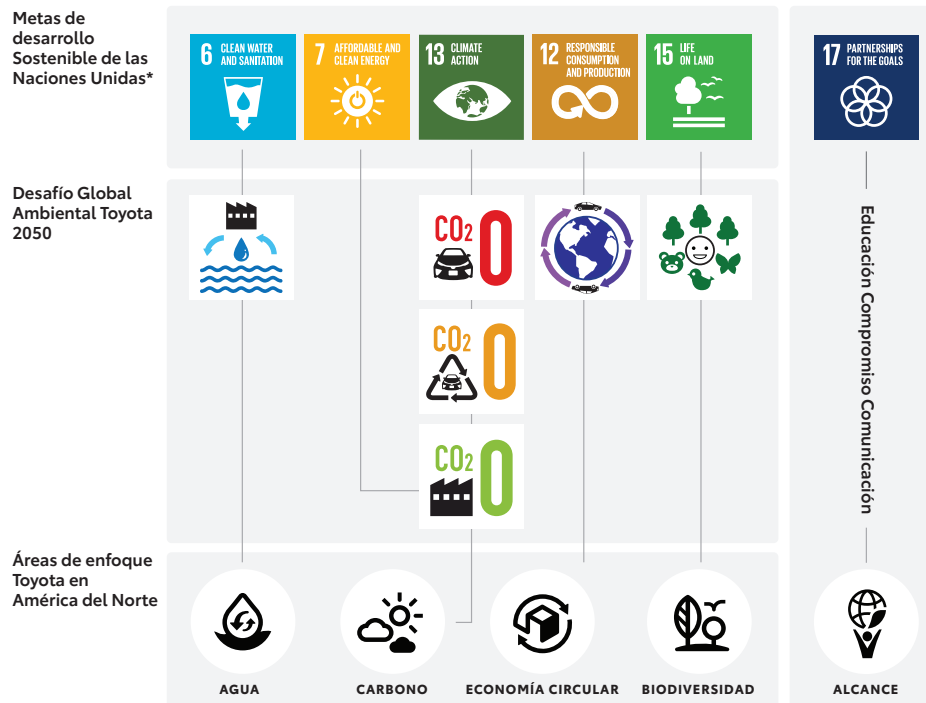 Metas de
desarrollo
Sostenible de las
Naciones Unidas*
6 CLEAN WATER
AND SANITATION
7 AFFORDABLE AND
CLEAN ENERGY
13 CLIMATE
ACTION
12 RESPONSIBLE
CONSUMPTION
AND PRODUCTION
15 LIFE
ON LAND
17 PARTNERSHIPS
FOR THE GOALS
Desafío Global
Ambiental Toyota
2050
CO2 0
CO2 0
CO2 0
Educación Compromiso Comunicación
Áreas de enfoque
Toyota en
América del Norte
AGUA
CARBONO
ECONOMÍA CIRCULAR
BIODIVERSIDAD
ALCANCE